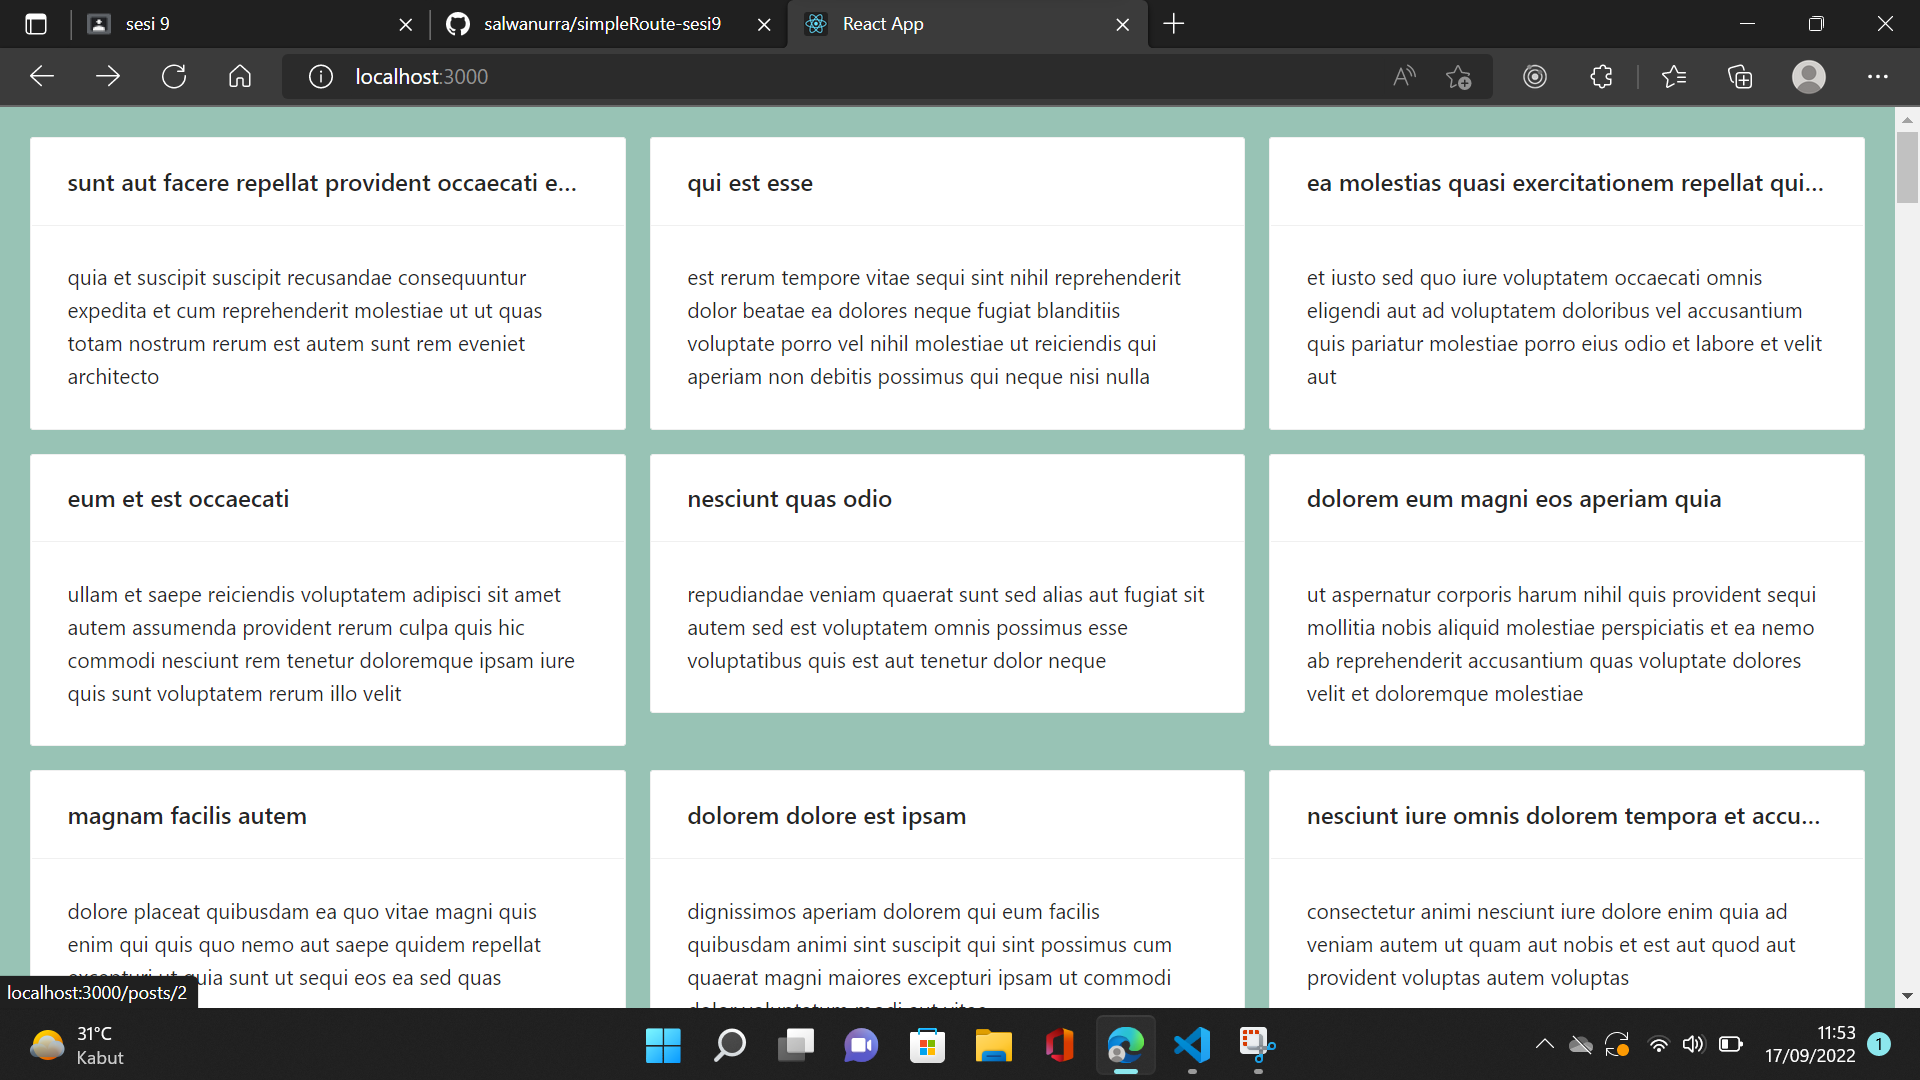 sesi 9
salwanurra/simpleRoute-sesi9
React App
localhost:3000
sunt aut facere repellat provident occaecati e...
quia et suscipit suscipit recusandae consequuntur
expedita et cum reprehenderit molestiae ut ut quas
totam nostrum rerum est autem sunt rem eveniet
architecto
qui est esse
est rerum tempore vitae sequi sint nihil reprehenderit
dolor beatae ea dolores neque fugiat blanditiis
voluptate porro vel nihil molestiae ut reiciendis qui
aperiam non debitis possimus qui neque nisi nulla
ea molestias quasi exercitationem repellat qui...
et iusto sed quo iure voluptatem occaecati omnis
eligendi aut ad voluptatem doloribus vel accusantium
quis pariatur molestiae porro eius odio et labore et velit
aut
eum et est occaecati
ullam et saepe reiciendis voluptatem adipisci sit amet
autem assumenda provident rerum culpa quis hic
commodi nesciunt rem tenetur doloremque ipsam iure
quis sunt voluptatem rerum illo velit
nesciunt quas odio
repudiandae veniam quaerat sunt sed alias aut fugiat sit
autem sed est voluptatem omnis possimus esse
voluptatibus quis est aut tenetur dolor neque
dolorem eum magni eos aperiam quia
ut aspernatur corporis harum nihil quis provident sequi
mollitia nobis aliquid molestiae perspiciatis et ea nemo
ab reprehenderit accusantium quas voluptate dolores
velit et doloremque molestiae
magnam facilis autem
dolore placeat quibusdam ea quo vitae magni quis
enim qui quis quo nemo aut saepe quidem repellat
excepturi ut quia sunt ut sequi eos ea sed quas
dolorem dolore est ipsam
dignissimos aperiam dolorem qui eum facilis
quibusdam animi sint suscipit qui sint possimus cum
quaerat magni maiores excepturi ipsam ut commodi
dolor voluptatum modi aut vitae
nesciunt iure omnis dolorem tempora et accu...
consectetur animi nesciunt iure dolore enim quia ad
veniam autem ut quam aut nobis et est aut quod aut
provident voluptas autem voluptas
localhost:3000/posts/2
31°C
Kabut
11:53
17/09/2022
1